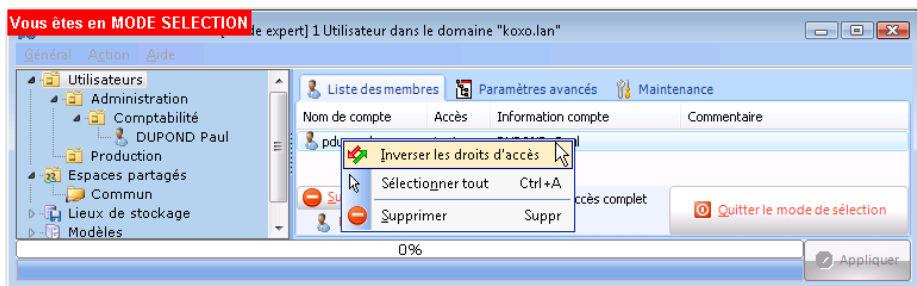 Vous êtes en MODE SELECTION
expert] 1 Utilisateur dans le domaine "koxo.lan"
Général Action Aide
Utilisateurs
Administration
Comptabilité
DUPOND Paul
Production
Espaces partagés
Commun
Lieux de stockage
Modèles
Liste des membres Paramètres avancés Maintenance
Nom de compte Accès Information compte Commentaire
Inverser les droits d'accès
Sélectionner tout Ctrl+A
Supprimer Suppr
complet
Quitter le mode de sélection
0%
Appliquer